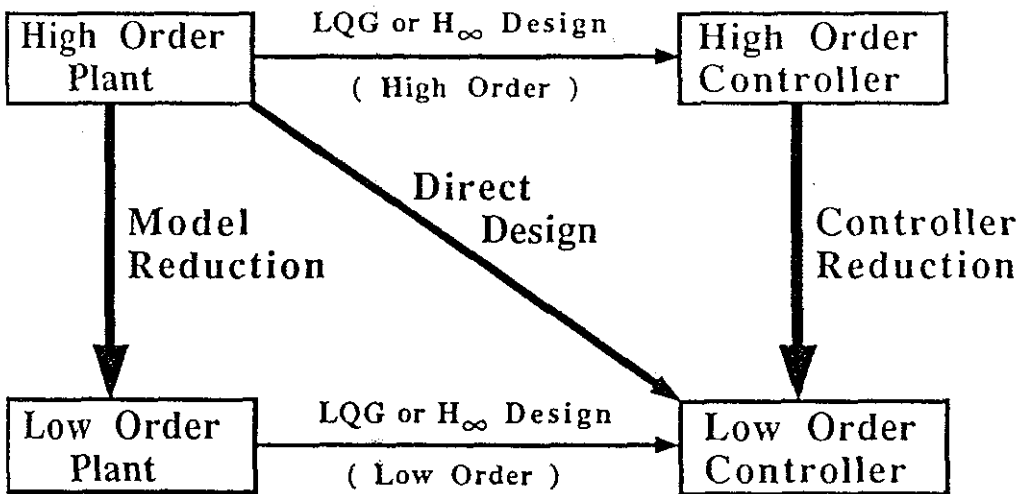 High Order
Plant
LQG or H∞ Design
( High Order )
High Order
Controller
Model
Reduction
Direct
Design
Controller
Reduction
Low Order
Plant
LQG or H∞ Design
( Low Order )
Low Order
Controller